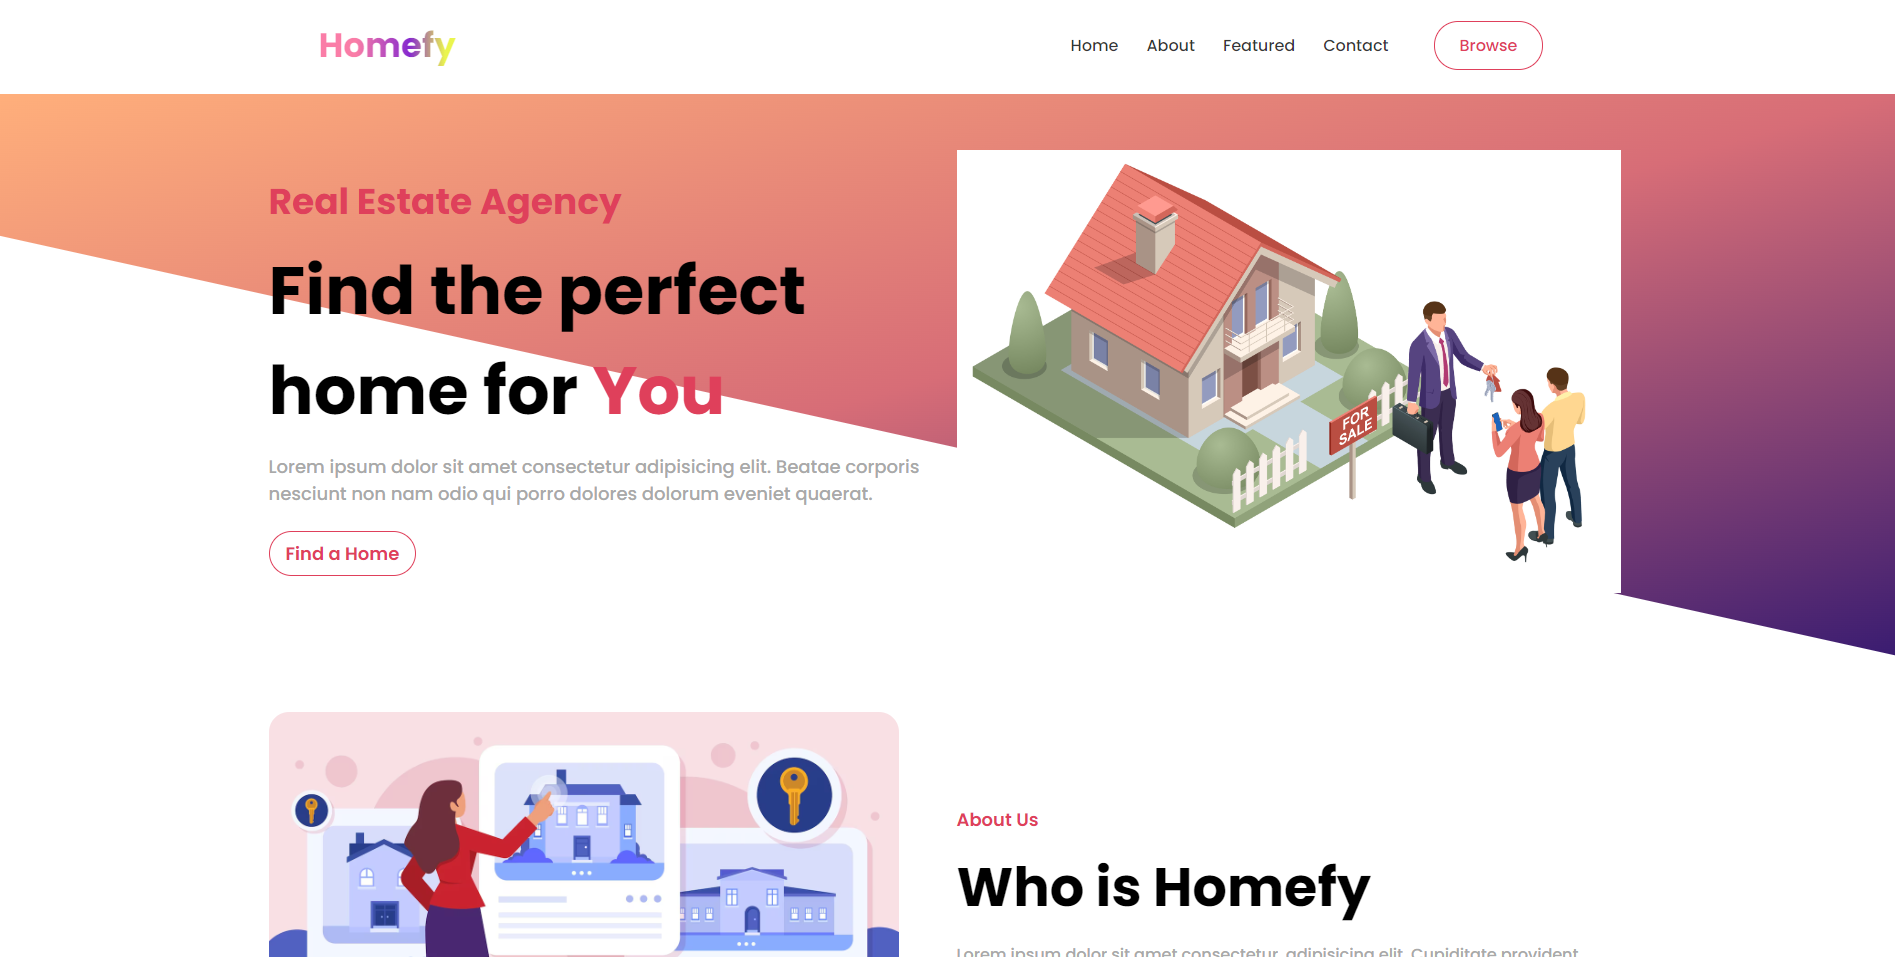 Homefy
Home About Featured Contact Browse
Real Estate Agency
Find the perfect
home for You
Lorem ipsum dolor sit amet consectetur adipisicing elit. Beatae corporis
nesciunt non nam odio qui porro dolores dolorum eveniet quaerat.
Find a Home
FOR
SALE
About Us
Who is Homefy
Lorem ipsum dolor sit amet consectetur, adipisicing elit. Cupiditate provident